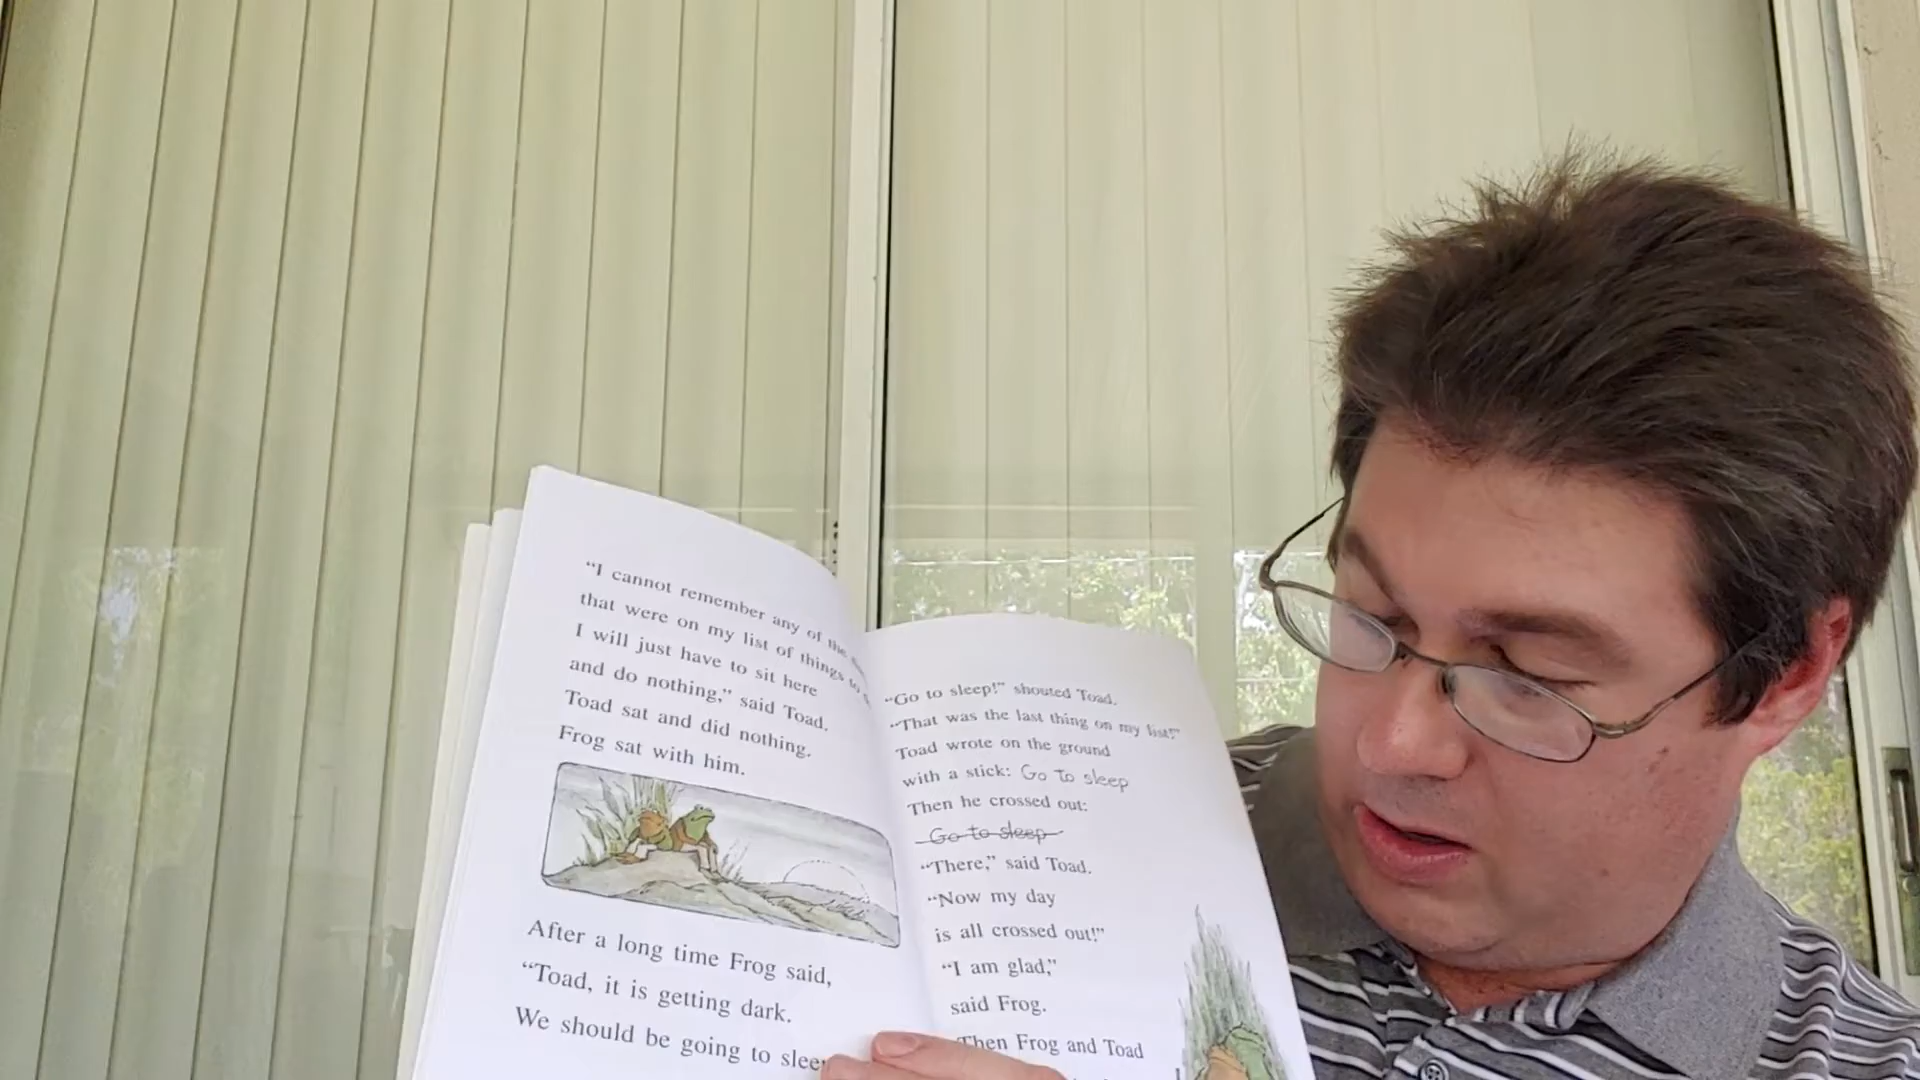 “I cannot remember any of the
that were on my list of things to
I will just have to sit here
and do nothing,” said Toad.
Toad sat and did nothing.
Frog sat with him.
After a long time Frog said,
“Toad, it is getting dark.
We should be going to
“Go to sleep!” shouted Toad.
“That was the last thing on my list!”
Toad wrote on the ground
with a stick: Go to sleep
Then he crossed out:
Go to sleep
“There,” said Toad.
“Now my day
is all crossed out!”
“I am glad,”
said Frog.
Then Frog and Toad